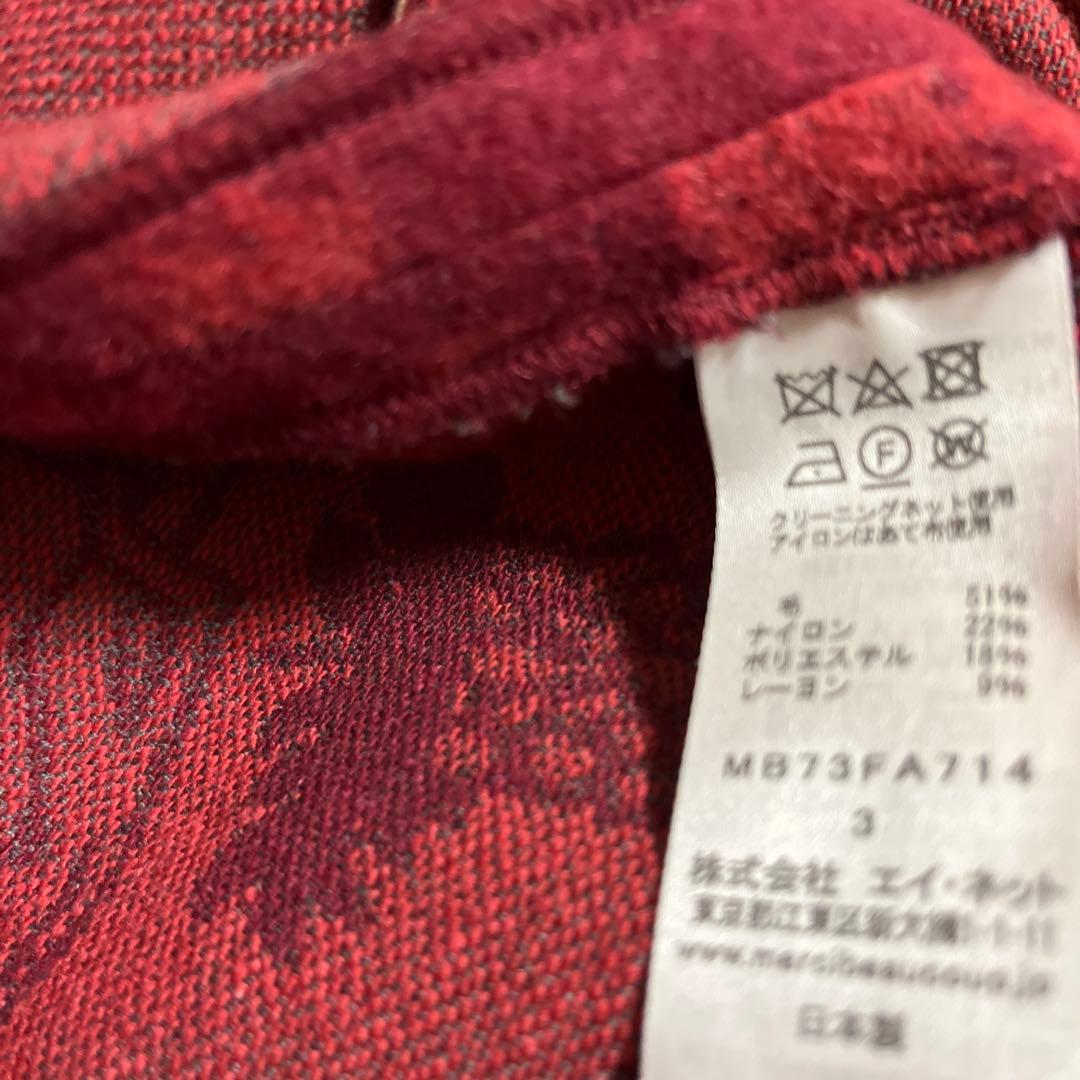 F W
クリーニングネット使用
アイロンはあて布使用
毛 51%
ナイロン 22%
ポリエステル 18%
レーヨン 9%
MB73FA714
3
株式会社 エイ・ネット
東京都江東区新大橋1-1-11
www.mercibeaucoup.jp
日本製